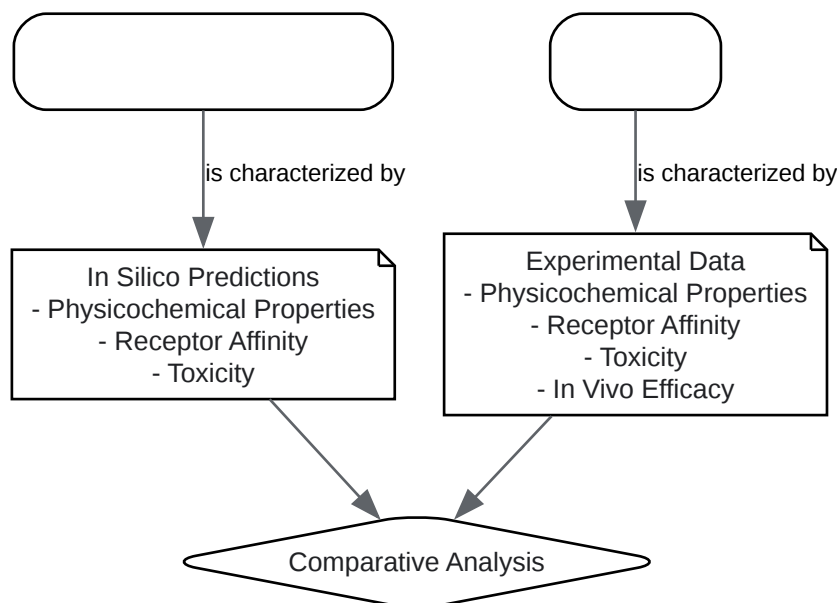 is characterized by
is characterized by
In Silico Predictions
- Physicochemical Properties
- Receptor Affinity
- Toxicity
Experimental Data
- Physicochemical Properties
- Receptor Affinity
- Toxicity
- In Vivo Efficacy
Comparative Analysis